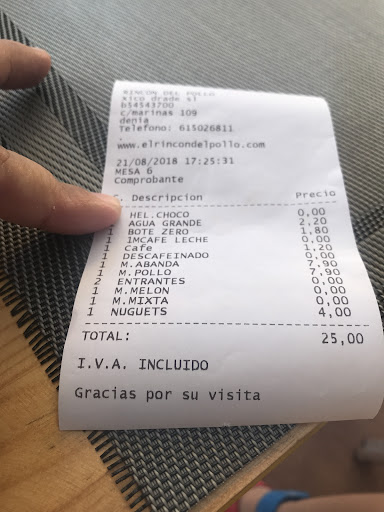 RINCON DEL POLLO
xico drade sl
b54543700
c/marinas 109
denia
Telefono: 615026811
.
www.elrincondelpollo.com
21/08/2018 17:25:31
MESA 6
Comprobante
C. Descripcion Precio
HEL.CHOCO 0,00
AGUA GRANDE 2,20
1 BOTE ZERO 1,80
1 1MCAFE LECHE 0,00
1 Cafe 1,20
1 DESCAFEINADO 0,00
1 M.ABANDA 7,90
1 M.POLLO 7,90
2 ENTRANTES 0,00
1 M.MELON 0,00
1 M.MIXTA 0,00
1 NUGUETS 4,00
TOTAL: 25,00
I.V.A. INCLUIDO
Gracias por su visita